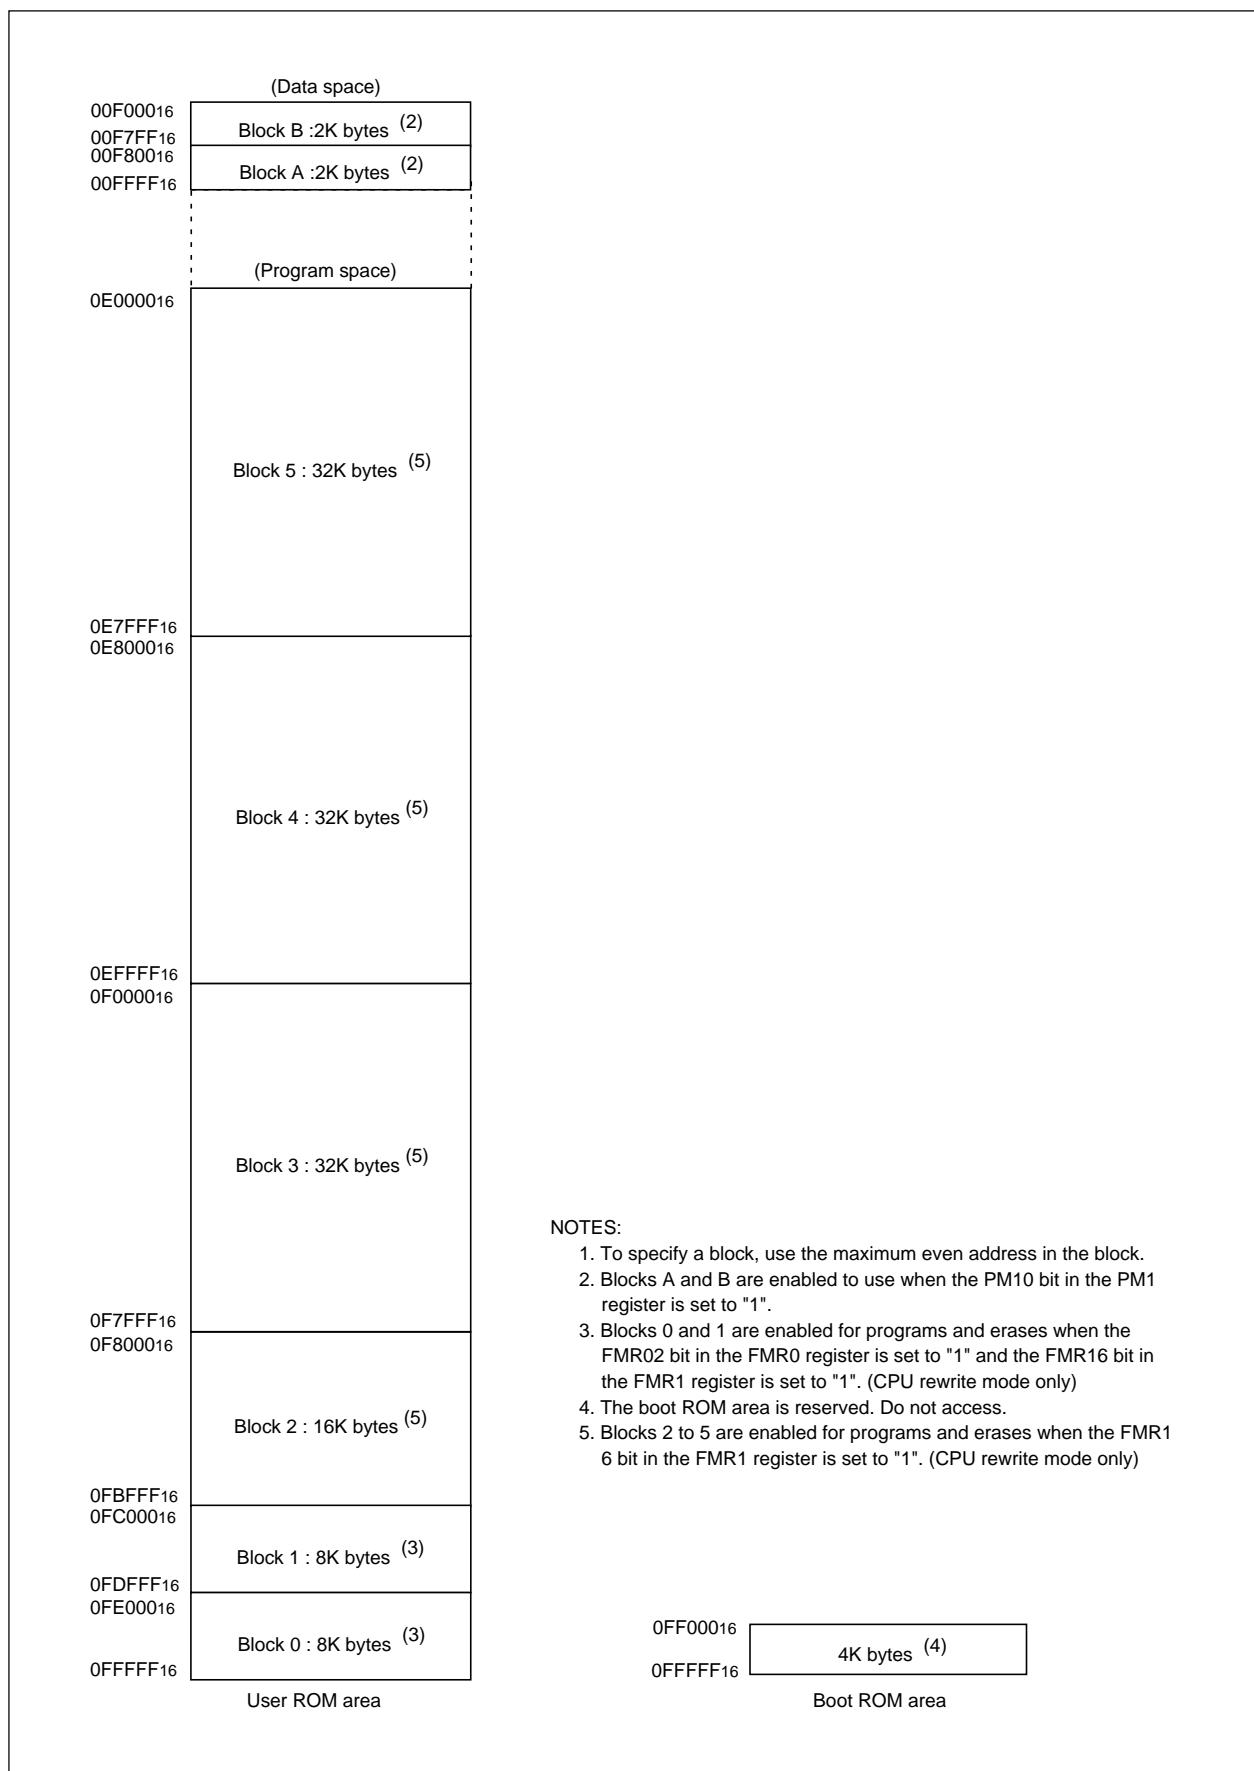 (Data space)
00F00016
Block B :2K bytes (2)
00F7FF16
00F80016
Block A :2K bytes (2)
00FFFF16
(Program space)
0E000016
Block 5 : 32K bytes (5)
0E7FFF16
0E800016
Block 4 : 32K bytes (5)
0EFFFF16
0F000016
Block 3 : 32K bytes (5)
0F7FFF16
0F800016
Block 2 : 16K bytes (5)
0FBFFF16
0FC00016
Block 1 : 8K bytes (3)
0FDFFF16
0FE00016
Block 0 : 8K bytes (3)
0FFFFF16
User ROM area
NOTES:
1. To specify a block, use the maximum even address in the block.
2. Blocks A and B are enabled to use when the PM10 bit in the PM1
register is set to "1".
3. Blocks 0 and 1 are enabled for programs and erases when the
FMR02 bit in the FMR0 register is set to "1" and the FMR16 bit in
the FMR1 register is set to "1". (CPU rewrite mode only)
4. The boot ROM area is reserved. Do not access.
5. Blocks 2 to 5 are enabled for programs and erases when the FMR1
6 bit in the FMR1 register is set to "1". (CPU rewrite mode only)
0FF00016
4K bytes (4)
0FFFFF16
Boot ROM area